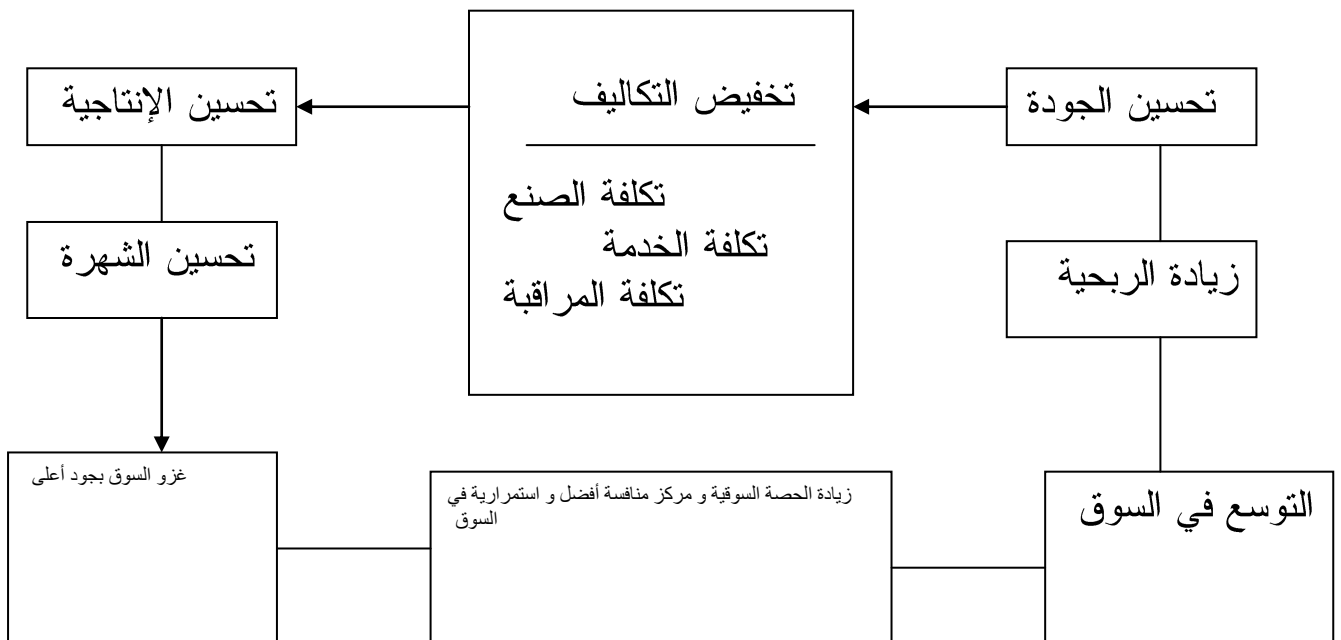 تحسين الجودة
تخفيض التكاليف
تكلفة الصنع
تكلفة الخدمة
تكلفة المراقبة
تحسين الإنتاجية
تحسين الشهرة
زيادة الربحية
غزو السوق بجود أعلى
زيادة الحصة السوقية و مركز منافسة أفضل و استمرارية في
السوق
التوسع في السوق